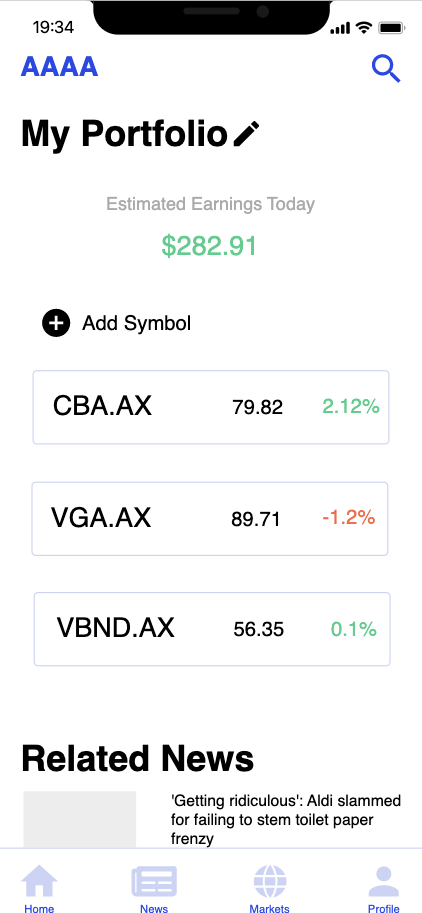 19:34
AAAA
My Portfolio
Estimated Earnings Today
$282.91
Add Symbol
CBA.AX 79.82 2.12%
VGA.AX 89.71 -1.2%
VBND.AX 56.35 0.1%
Related News
'Getting ridiculous': Aldi slammed
for failing to stem toilet paper
frenzy
Home News Markets Profile